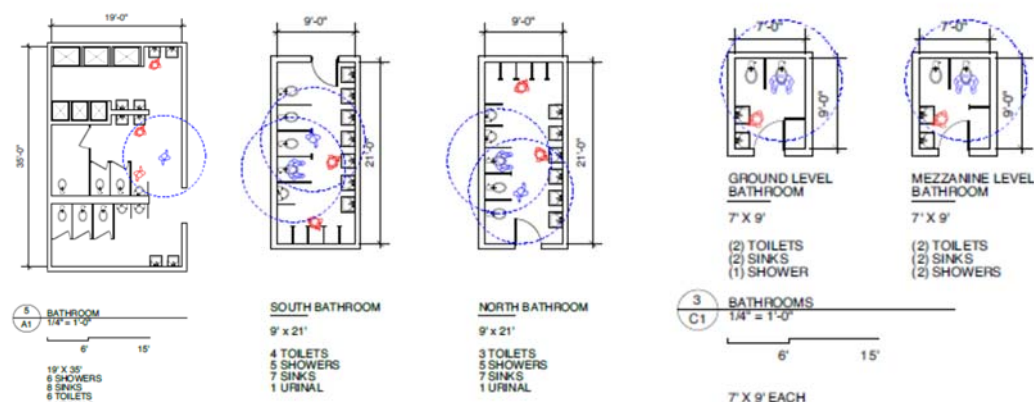 19'-0"
35'-0"
5
A1
BATHROOM
1/4" = 1'-0"
6'
15'
19' X 35'
6 SHOWERS
8 SINKS
6 TOILETS
9'-0"
21'-0"
SOUTH BATHROOM
9' x 21'
4 TOILETS
5 SHOWERS
7 SINKS
1 URINAL
9'-0"
21'-0"
NORTH BATHROOM
9' x 21'
3 TOILETS
5 SHOWERS
7 SINKS
1 URINAL
7'-0"
9'-0"
GROUND LEVEL
BATHROOM
7' X 9'
(2) TOILETS
(2) SINKS
(1) SHOWER
7'-0"
9'-0"
MEZZANINE LEVEL
BATHROOM
7' X 9'
(2) TOILETS
(2) SINKS
(2) SHOWERS
3
C1
BATHROOMS
1/4" = 1'-0"
6'
15'
7' X 9' EACH